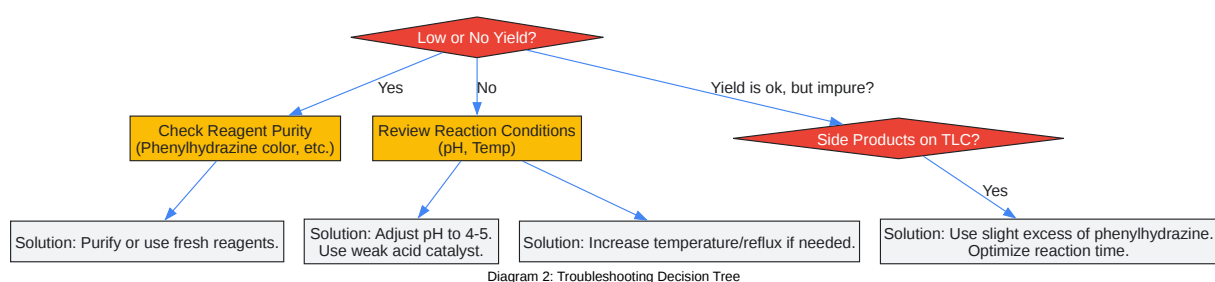 Low or No Yield?
Yes
No
Yield is ok, but impure?
Check Reagent Purity
(Phenylhydrazine color, etc.)
Review Reaction Conditions
(pH, Temp)
Side Products on TLC?
Yes
Solution: Purify or use fresh reagents.
Solution: Adjust pH to 4-5.
Use weak acid catalyst.
Solution: Increase temperature/reflux if needed.
Solution: Use slight excess of phenylhydrazine.
Optimize reaction time.
Diagram 2: Troubleshooting Decision Tree